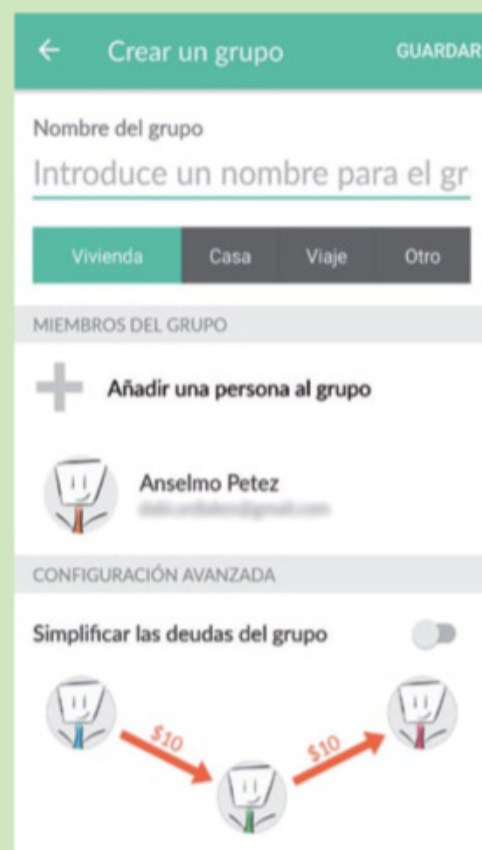 Crear un grupo GUARDAR
Nombre del grupo
Introduce un nombre para el gr
Vivienda Casa Viaje Otro
MIEMBROS DEL GRUPO
Añadir una persona al grupo
Anselmo Petez
CONFIGURACIÓN AVANZADA
Simplificar las deudas del grupo
$10 $10